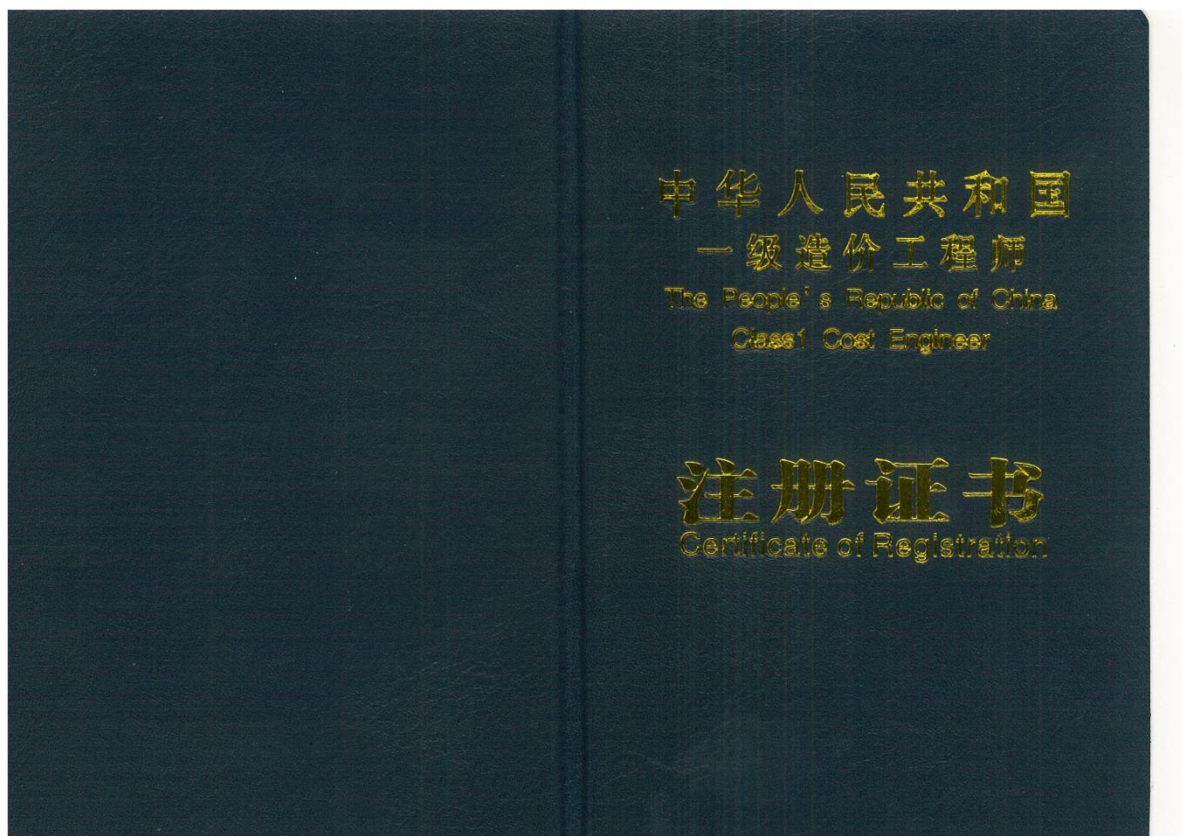 中华人民共和国
一级造价工程师
The People's Republic of China
Class1 Cost Engineer
注册证书
Certificate of Registration